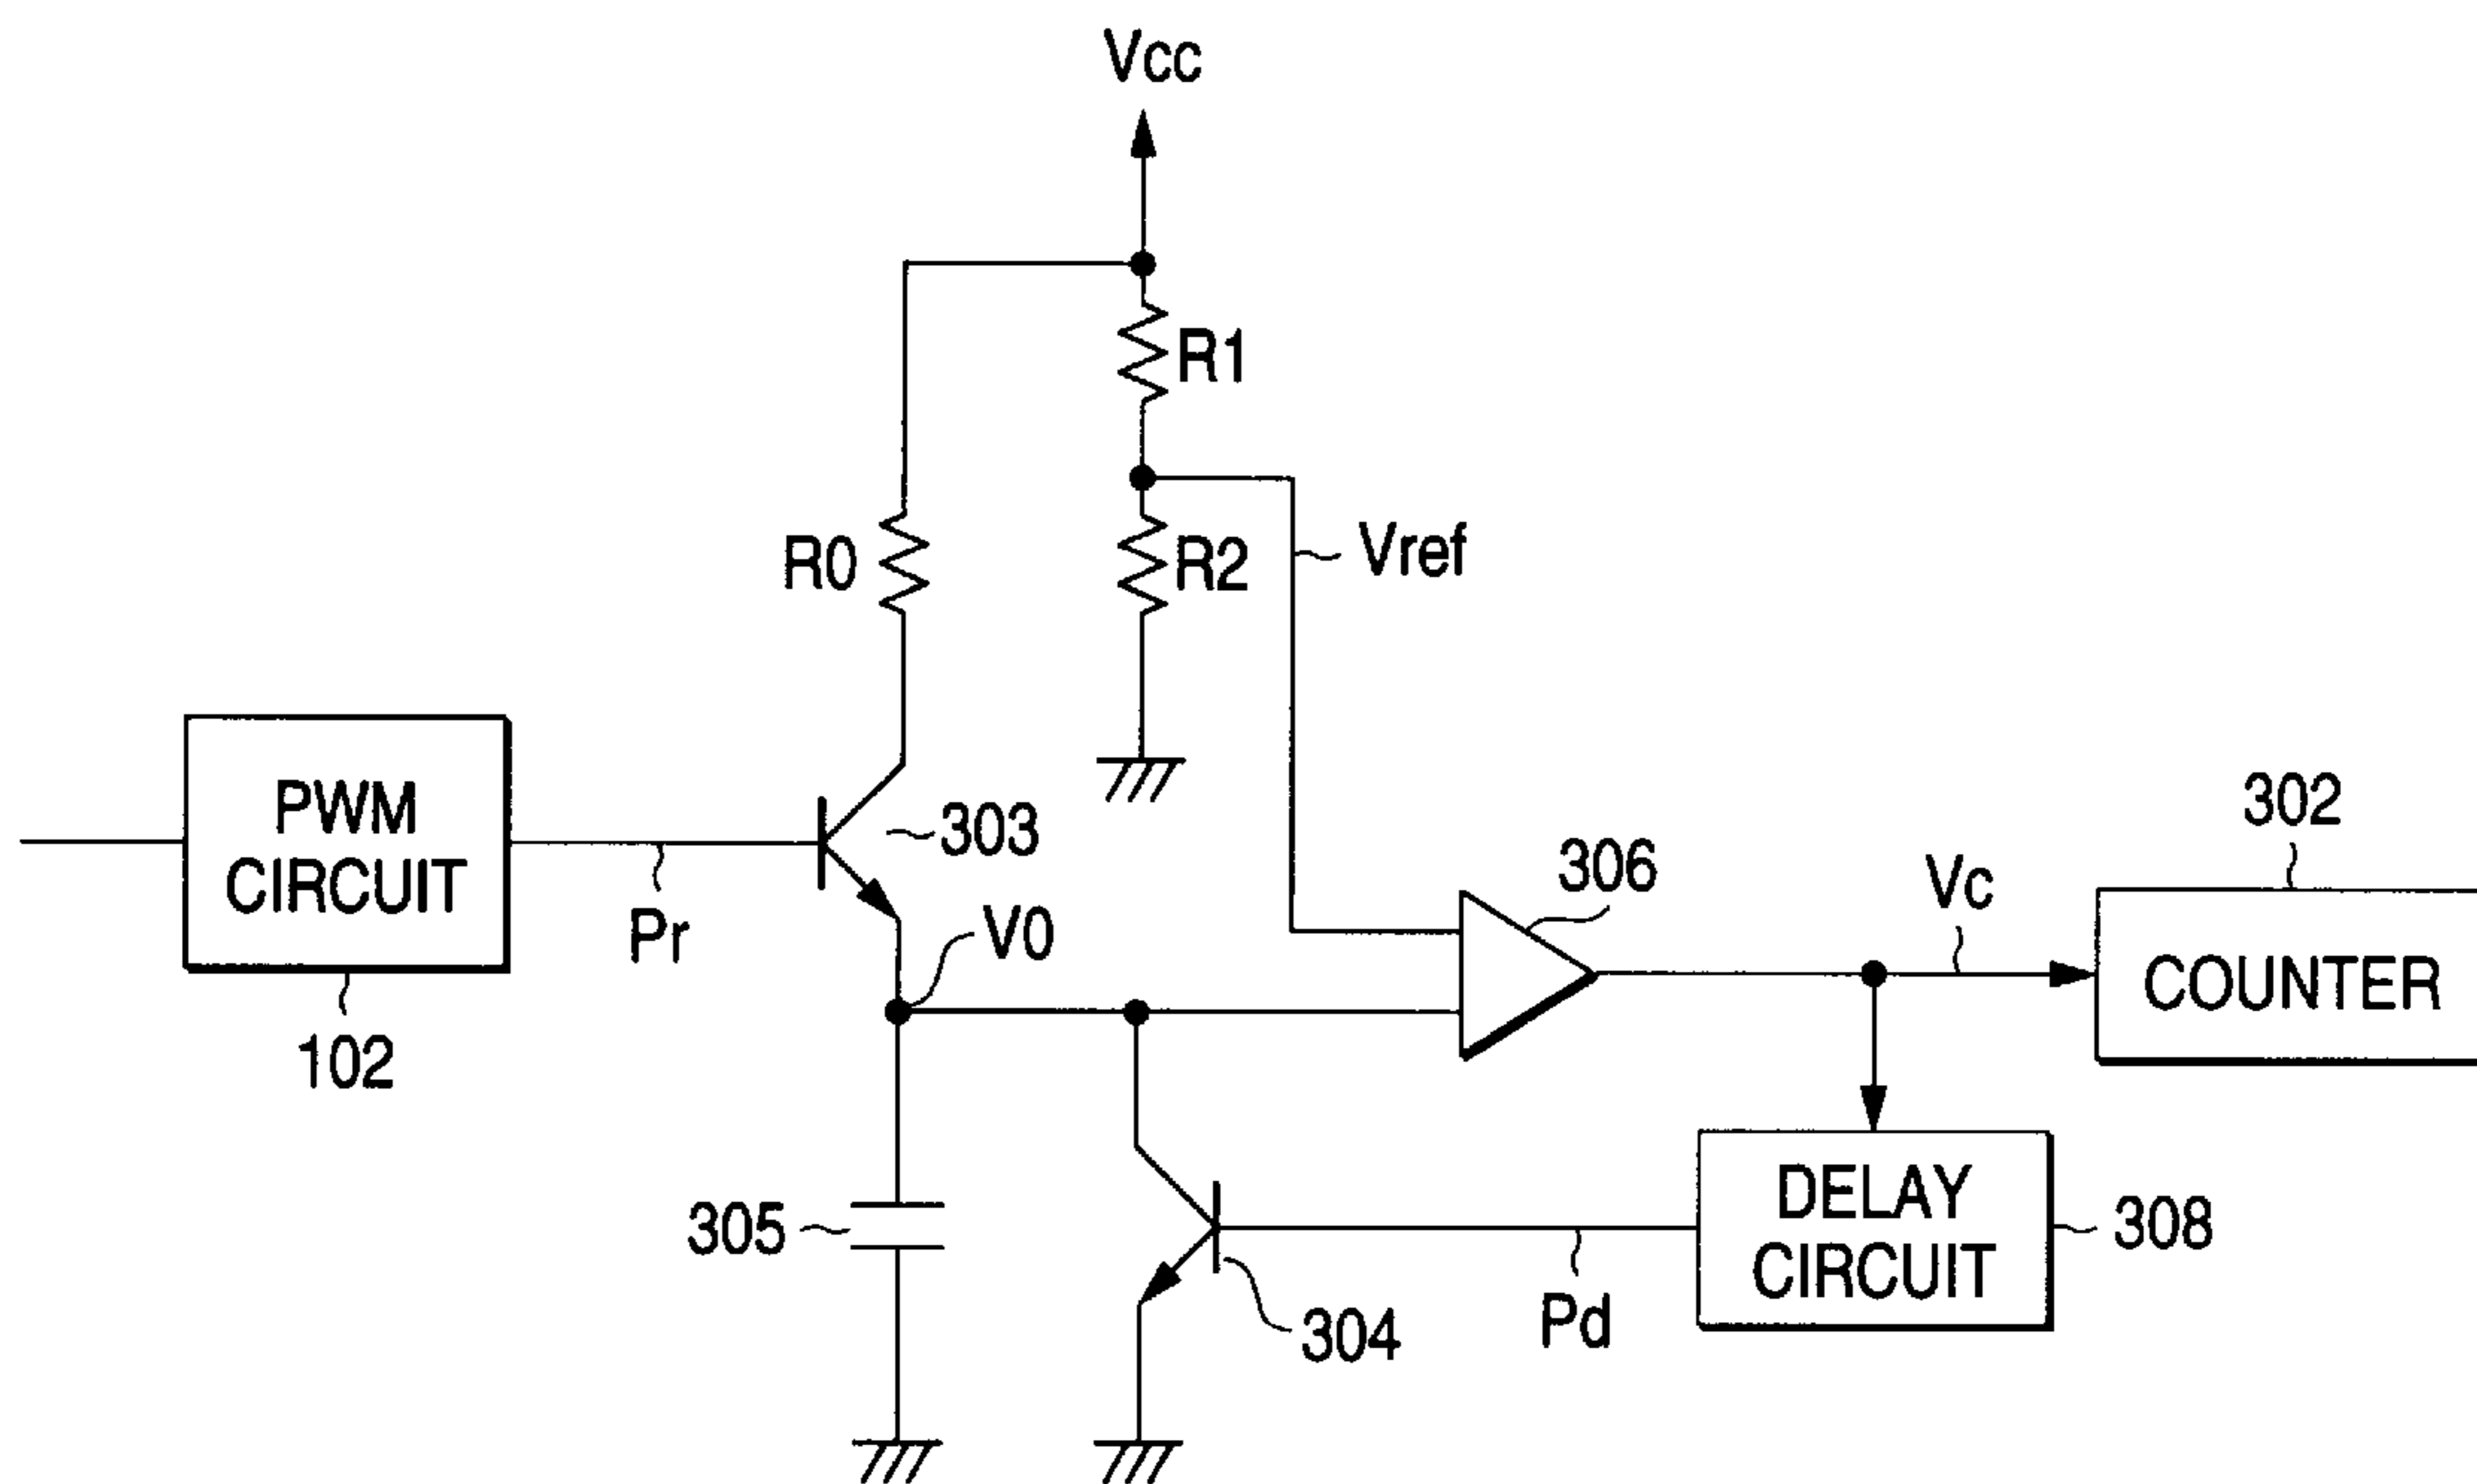 Vcc
R1
R0
R2
Vref
PWM
CIRCUIT
303
302
306
Vc
Pr
V0
COUNTER
102
DELAY
CIRCUIT
305
308
Pd
304